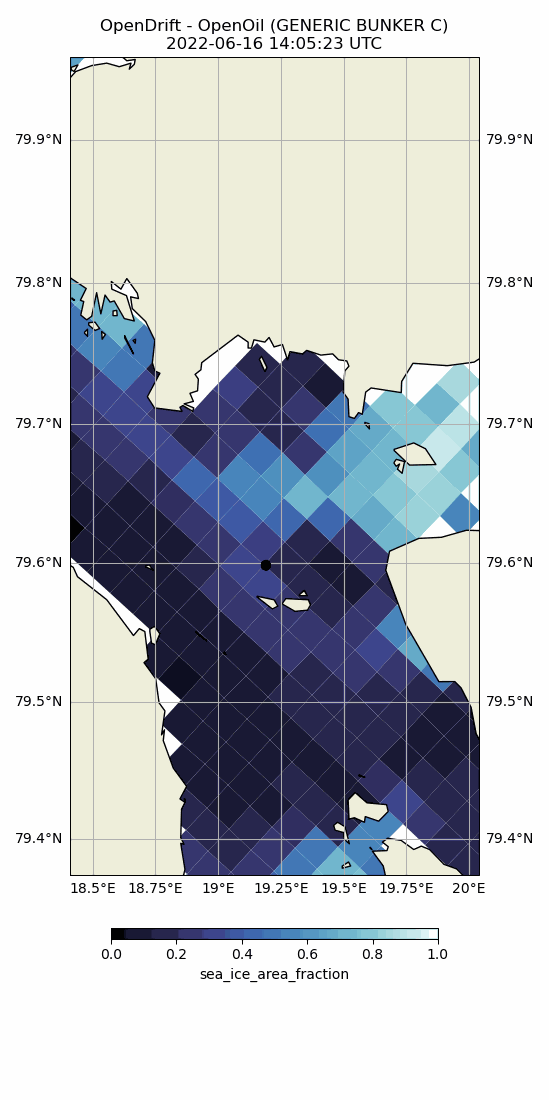 OpenDrift - OpenOil (GENERIC BUNKER C)
2022-06-16 14:05:23 UTC
79.9°N 79.9°N
79.8°N 79.8°N
79.7°N 79.7°N
79.6°N 79.6°N
79.5°N 79.5°N
79.4°N 79.4°N
18.5°E 18.75°E 19°E 19.25°E 19.5°E 19.75°E 20°E
0.0 0.2 0.4 0.6 0.8 1.0
sea_ice_area_fraction